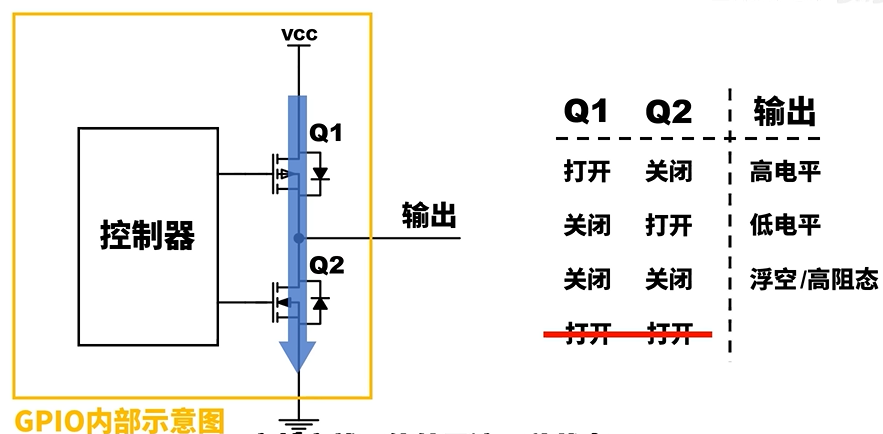 VCC
Q1
控制器
输出
Q2
GPIO内部示意图
Q1 Q2 输出
打开 关闭 高电平
关闭 打开 低电平
关闭 关闭 浮空/高阻态
打开 打开